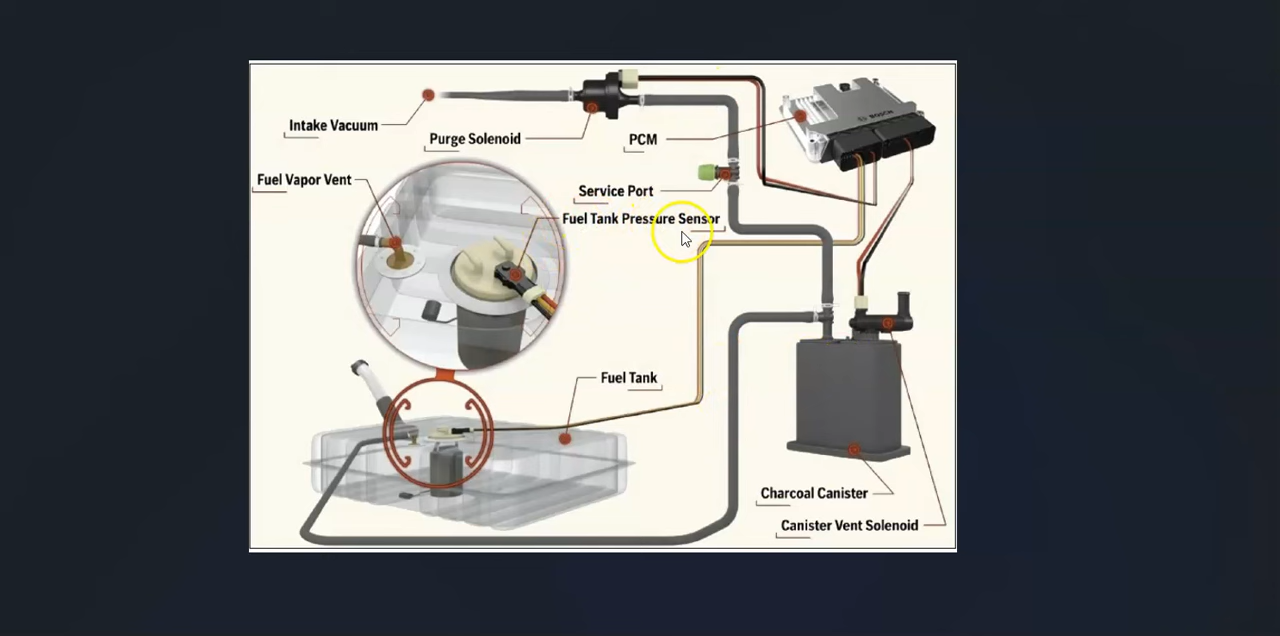 Intake Vacuum
Purge Solenoid
PCM
BOSCH
Fuel Vapor Vent
Service Port
Fuel Tank Pressure Sensor
Fuel Tank
Charcoal Canister
Canister Vent Solenoid